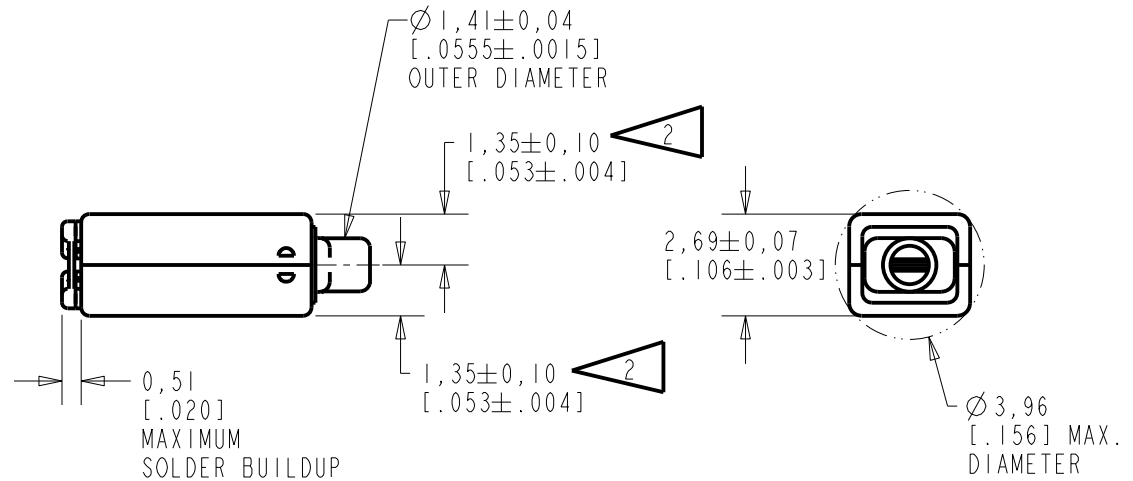 Ø1,41±0,04
[.0555±.0015]
OUTER DIAMETER
1,35±0,10
[.053±.004]
2
2,69±0,07
[.106±.003]
1,35±0,10
[.053±.004]
2
0,51
[.020]
MAXIMUM
SOLDER BUILDUP
Ø3,96
[.156] MAX.
DIAMETER